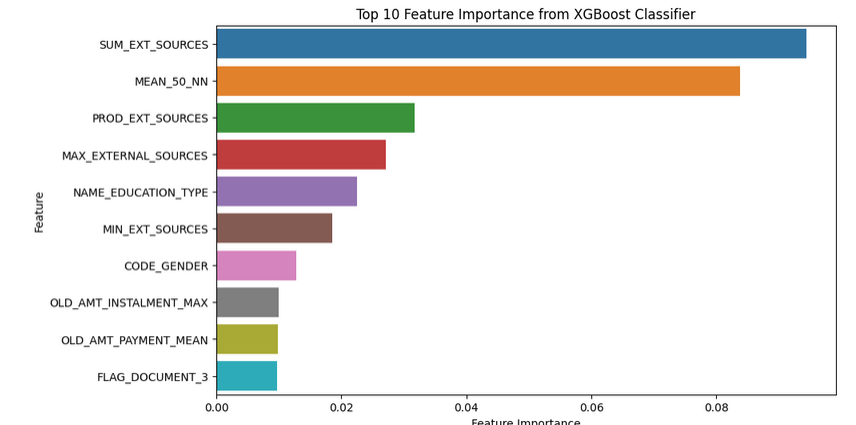 Top 10 Feature Importance from XGBoost Classifier
SUM_EXT_SOURCES
MEAN_50_NN
PROD_EXT_SOURCES
MAX_EXTERNAL_SOURCES
NAME_EDUCATION_TYPE
MIN_EXT_SOURCES
CODE_GENDER
OLD_AMT_INSTALMENT_MAX
OLD_AMT_PAYMENT_MEAN
FLAG_DOCUMENT_3
Feature
0.00 0.02 0.04 0.06 0.08
Feature Importance